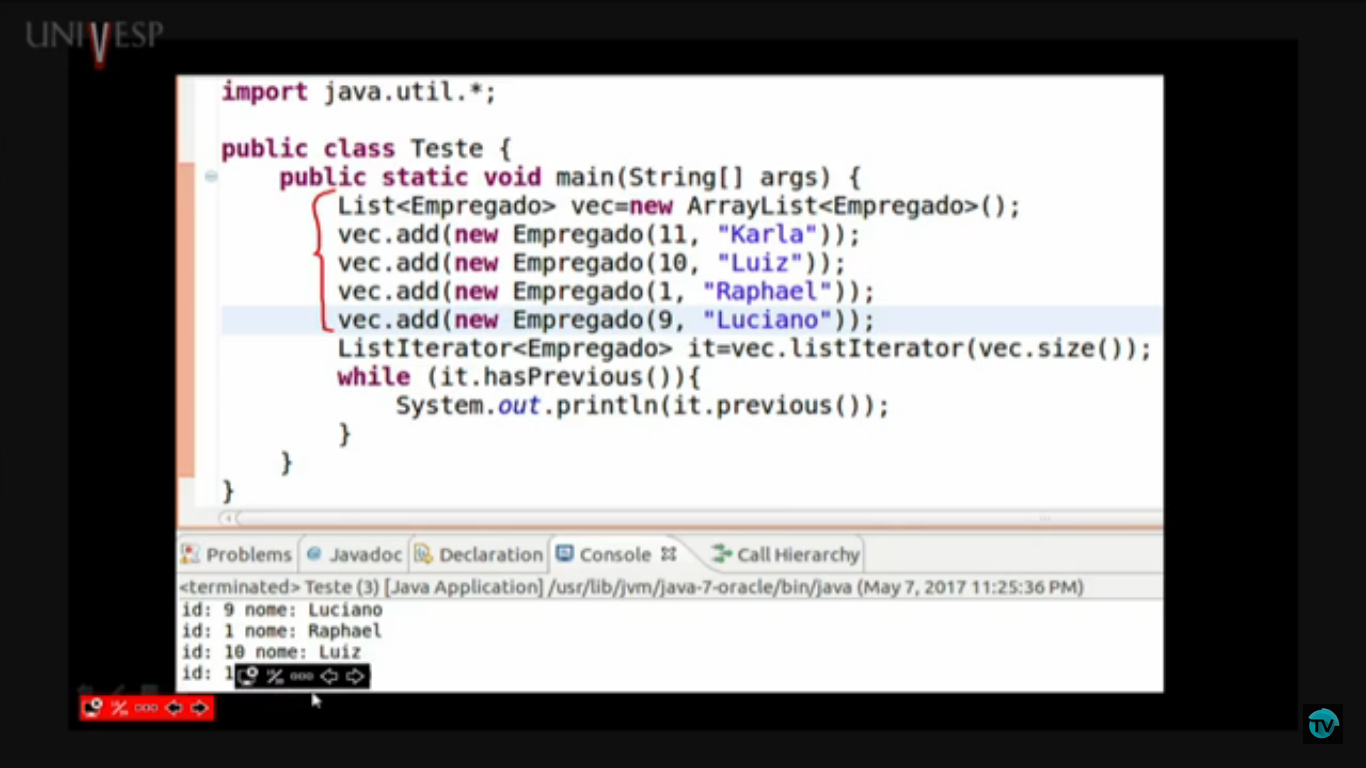 UNIVESP
import java.util.*;
public class Teste {
public static void main(String[] args) {
List<Empregado> vec=new ArrayList<Empregado>();
vec.add(new Empregado(11, "Karla"));
vec.add(new Empregado(10, "Luiz"));
vec.add(new Empregado(1, "Raphael"));
vec.add(new Empregado(9, "Luciano"));
ListIterator<Empregado> it=vec.listIterator(vec.size());
while (it.hasPrevious()){
System.out.println(it.previous());
}
}
}
Problems Javadoc Declaration Console Call Hierarchy
<terminated> Teste (3) [Java Application] /usr/lib/jvm/java-7-oracle/bin/java (May 7, 2017 11:25:36 PM)
id: 9 nome: Luciano
id: 1 nome: Raphael
id: 10 nome: Luiz
id: 1
TV